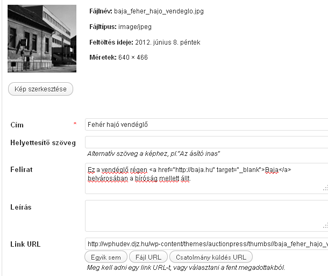 Fájlnév: baja_feher_hajo_vendeglo.jpg
Fájltípus: image/jpeg
Feltöltés ideje: 2012. június 8. péntek
Méretek: 640 × 466
Kép szerkesztése
Cím * Fehér hajó vendéglő
Helyettesítő szöveg
Alternatív szöveg a képhez, pl."Az ásító inas"
Felirat Ez a vendéglő régen <a href="http://baja.hu" target="_blank">Baja</a>
belvárosában a bíróság mellett állt.
Leírás
Link URL http://wphudev.djz.hu/wp-content/themes/auctionpress/thumbs//baja_feher_hajo_v
Egyik sem Fájl URL Csatolmány küldés URL
Meg kell adni egy link URL-t, vagy választani a fent megadottakból.